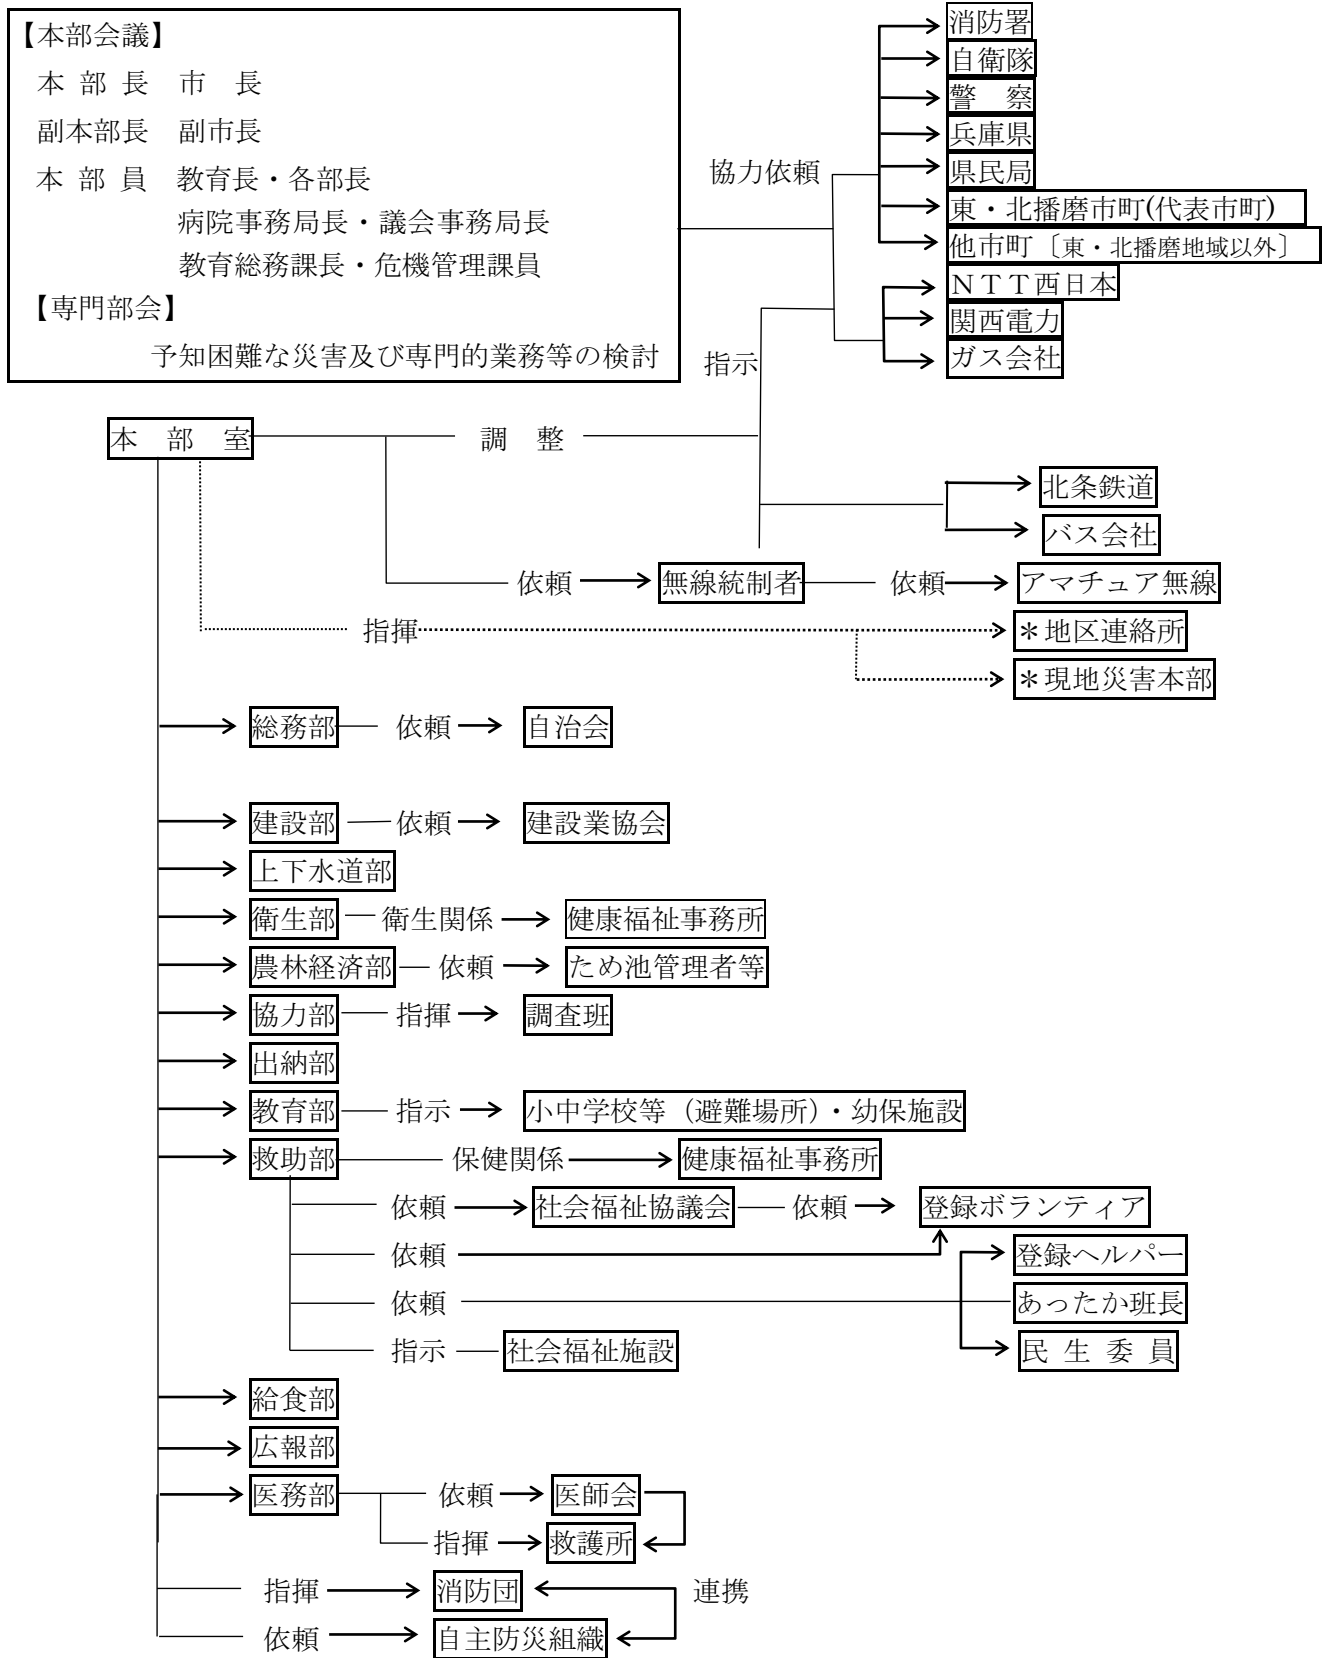 【本部会議】
本 部 長　市　長
副本部長　副市長
本 部 員　教育長・各部長
病院事務局長・議会事務局長
教育総務課長・危機管理課員
【専門部会】
予知困難な災害及び専門的業務等の検討
協力依頼
消防署
自衛隊
警　察
兵庫県
県民局
東・北播磨市町(代表市町)
他市町〔東・北播磨地域以外〕
ＮＴＴ西日本
関西電力
ガス会社
指示
本　部　室　調　整
北条鉄道
バス会社
依頼　無線統制者　依頼　アマチュア無線
指揮　＊地区連絡所
＊現地災害本部
総務部　依頼　自治会
建設部　依頼　建設業協会
上下水道部
衛生部　衛生関係　健康福祉事務所
農林経済部　依頼　ため池管理者等
協力部　指揮　調査班
出納部
教育部　指示　小中学校等（避難場所）・幼保施設
救助部　保健関係　健康福祉事務所
依頼　社会福祉協議会　依頼　登録ボランティア
依頼
登録ヘルパー
依頼　あったか班長
指示　社会福祉施設　民 生 委 員
給食部
広報部
医務部　依頼　医師会
指揮　救護所
指揮　消防団　連携
依頼　自主防災組織